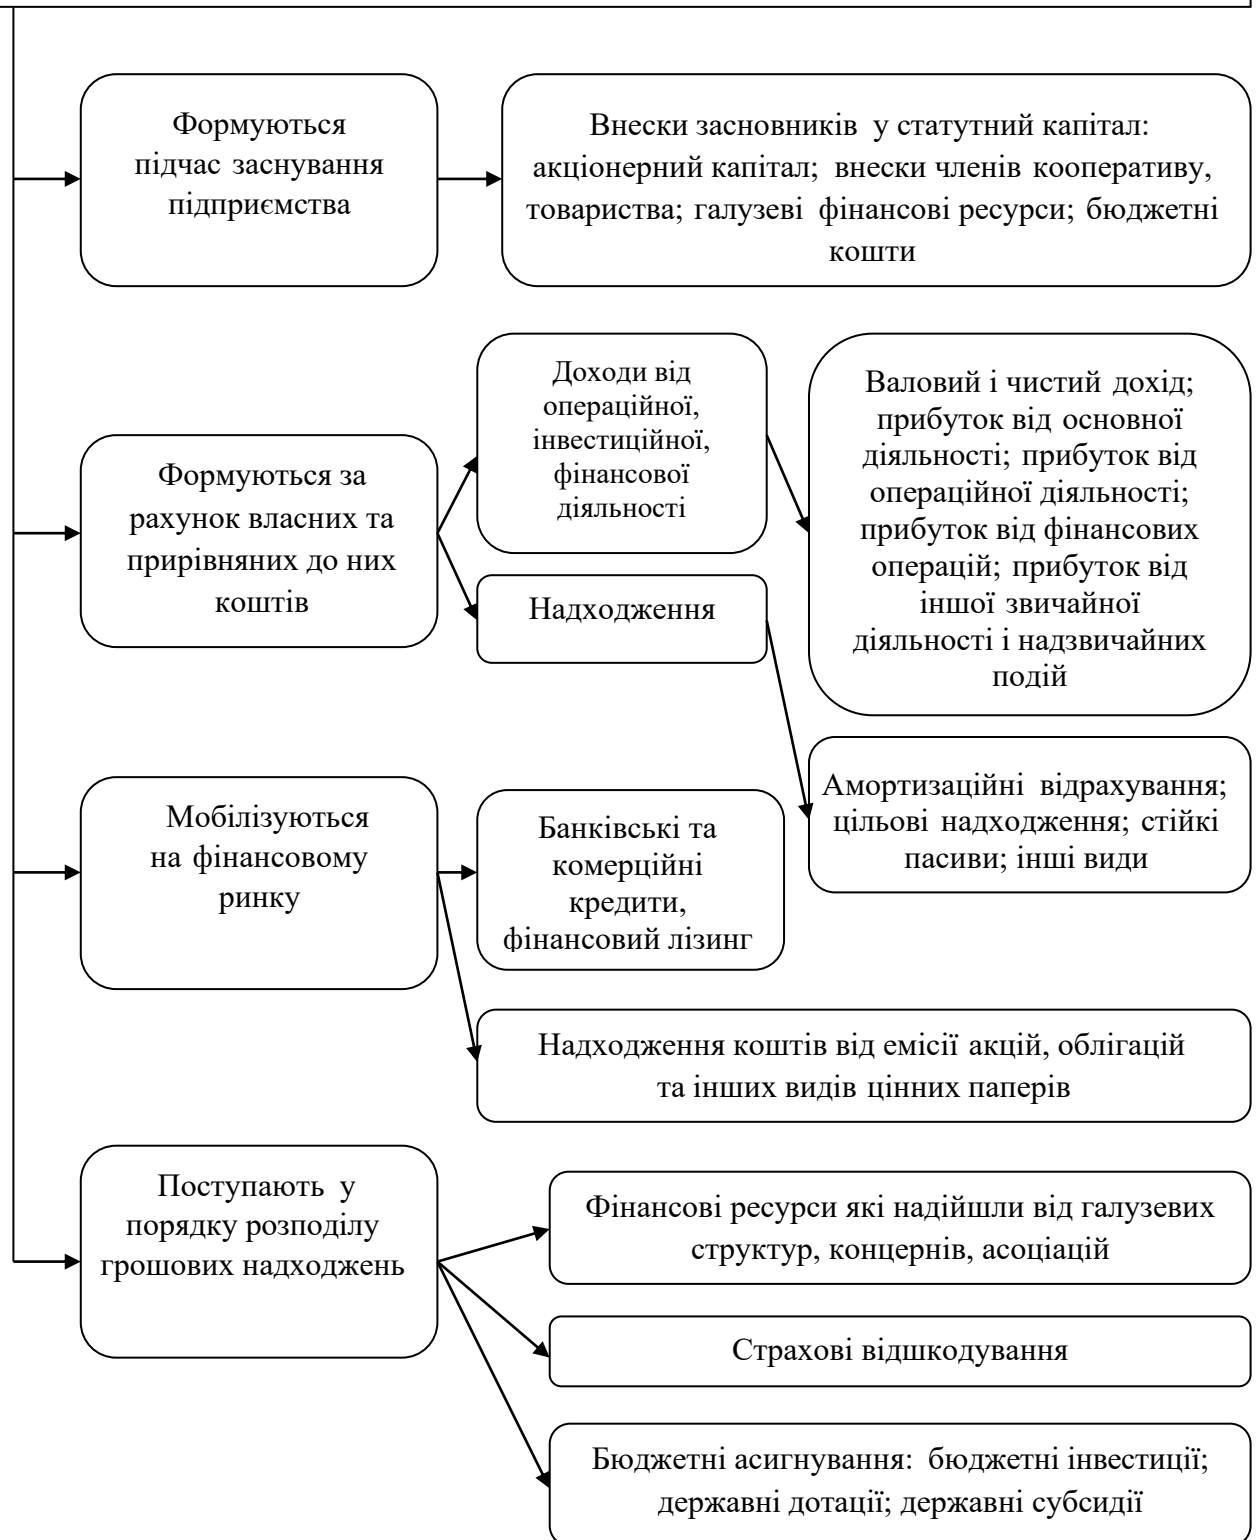 Формуються
підчас заснування
підприємства
Внески засновників у статутний капітал:
акціонерний капітал; внески членів кооперативу,
товариства; галузеві фінансові ресурси; бюджетні
кошти
Формуються за
рахунок власних та
прирівняних до них
коштів
Доходи від
операційної,
інвестиційної,
фінансової
діяльності
Валовий і чистий дохід;
прибуток від основної
діяльності; прибуток від
операційної діяльності;
прибуток від фінансових
операцій; прибуток від
іншої звичайної
діяльності і надзвичайних
подій
Надходження
Амортизаційні відрахування;
цільові надходження; стійкі
пасиви; інші види
Мобілізуються
на фінансовому
ринку
Банківські та
комерційні
кредити,
фінансовий лізинг
Надходження коштів від емісії акцій, облігацій
та інших видів цінних паперів
Поступають у
порядку розподілу
грошових надходжень
Фінансові ресурси які надійшли від галузевих
структур, концернів, асоціацій
Страхові відшкодування
Бюджетні асигнування: бюджетні інвестиції;
державні дотації; державні субсидії